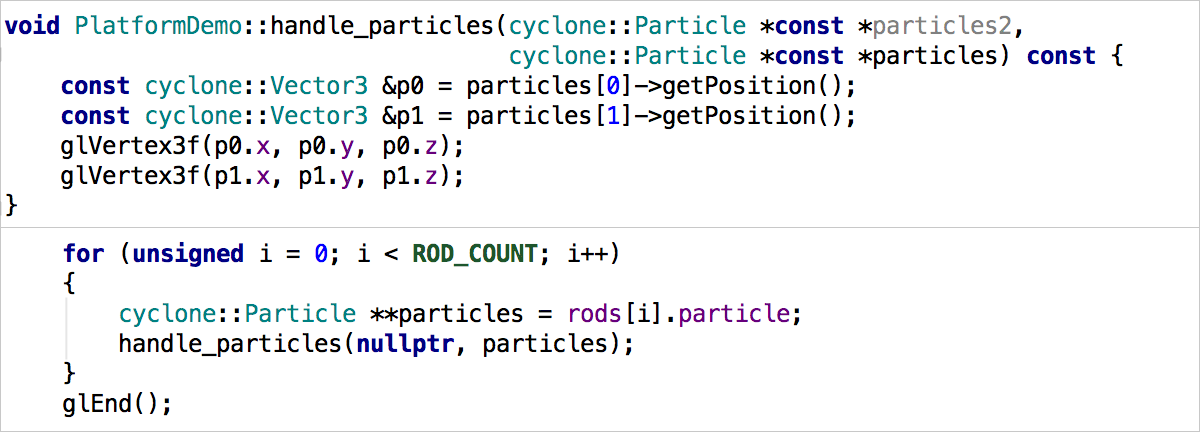 void PlatformDemo::handle_particles(cyclone::Particle *const *particles2,
                                    cyclone::Particle *const *particles) const {
    const cyclone::Vector3 &p0 = particles[0]->getPosition();
    const cyclone::Vector3 &p1 = particles[1]->getPosition();
    glVertex3f(p0.x, p0.y, p0.z);
    glVertex3f(p1.x, p1.y, p1.z);
}
    for (unsigned i = 0; i < ROD_COUNT; i++)
    {
        cyclone::Particle **particles = rods[i].particle;
        handle_particles(nullptr, particles);
    }
    glEnd();